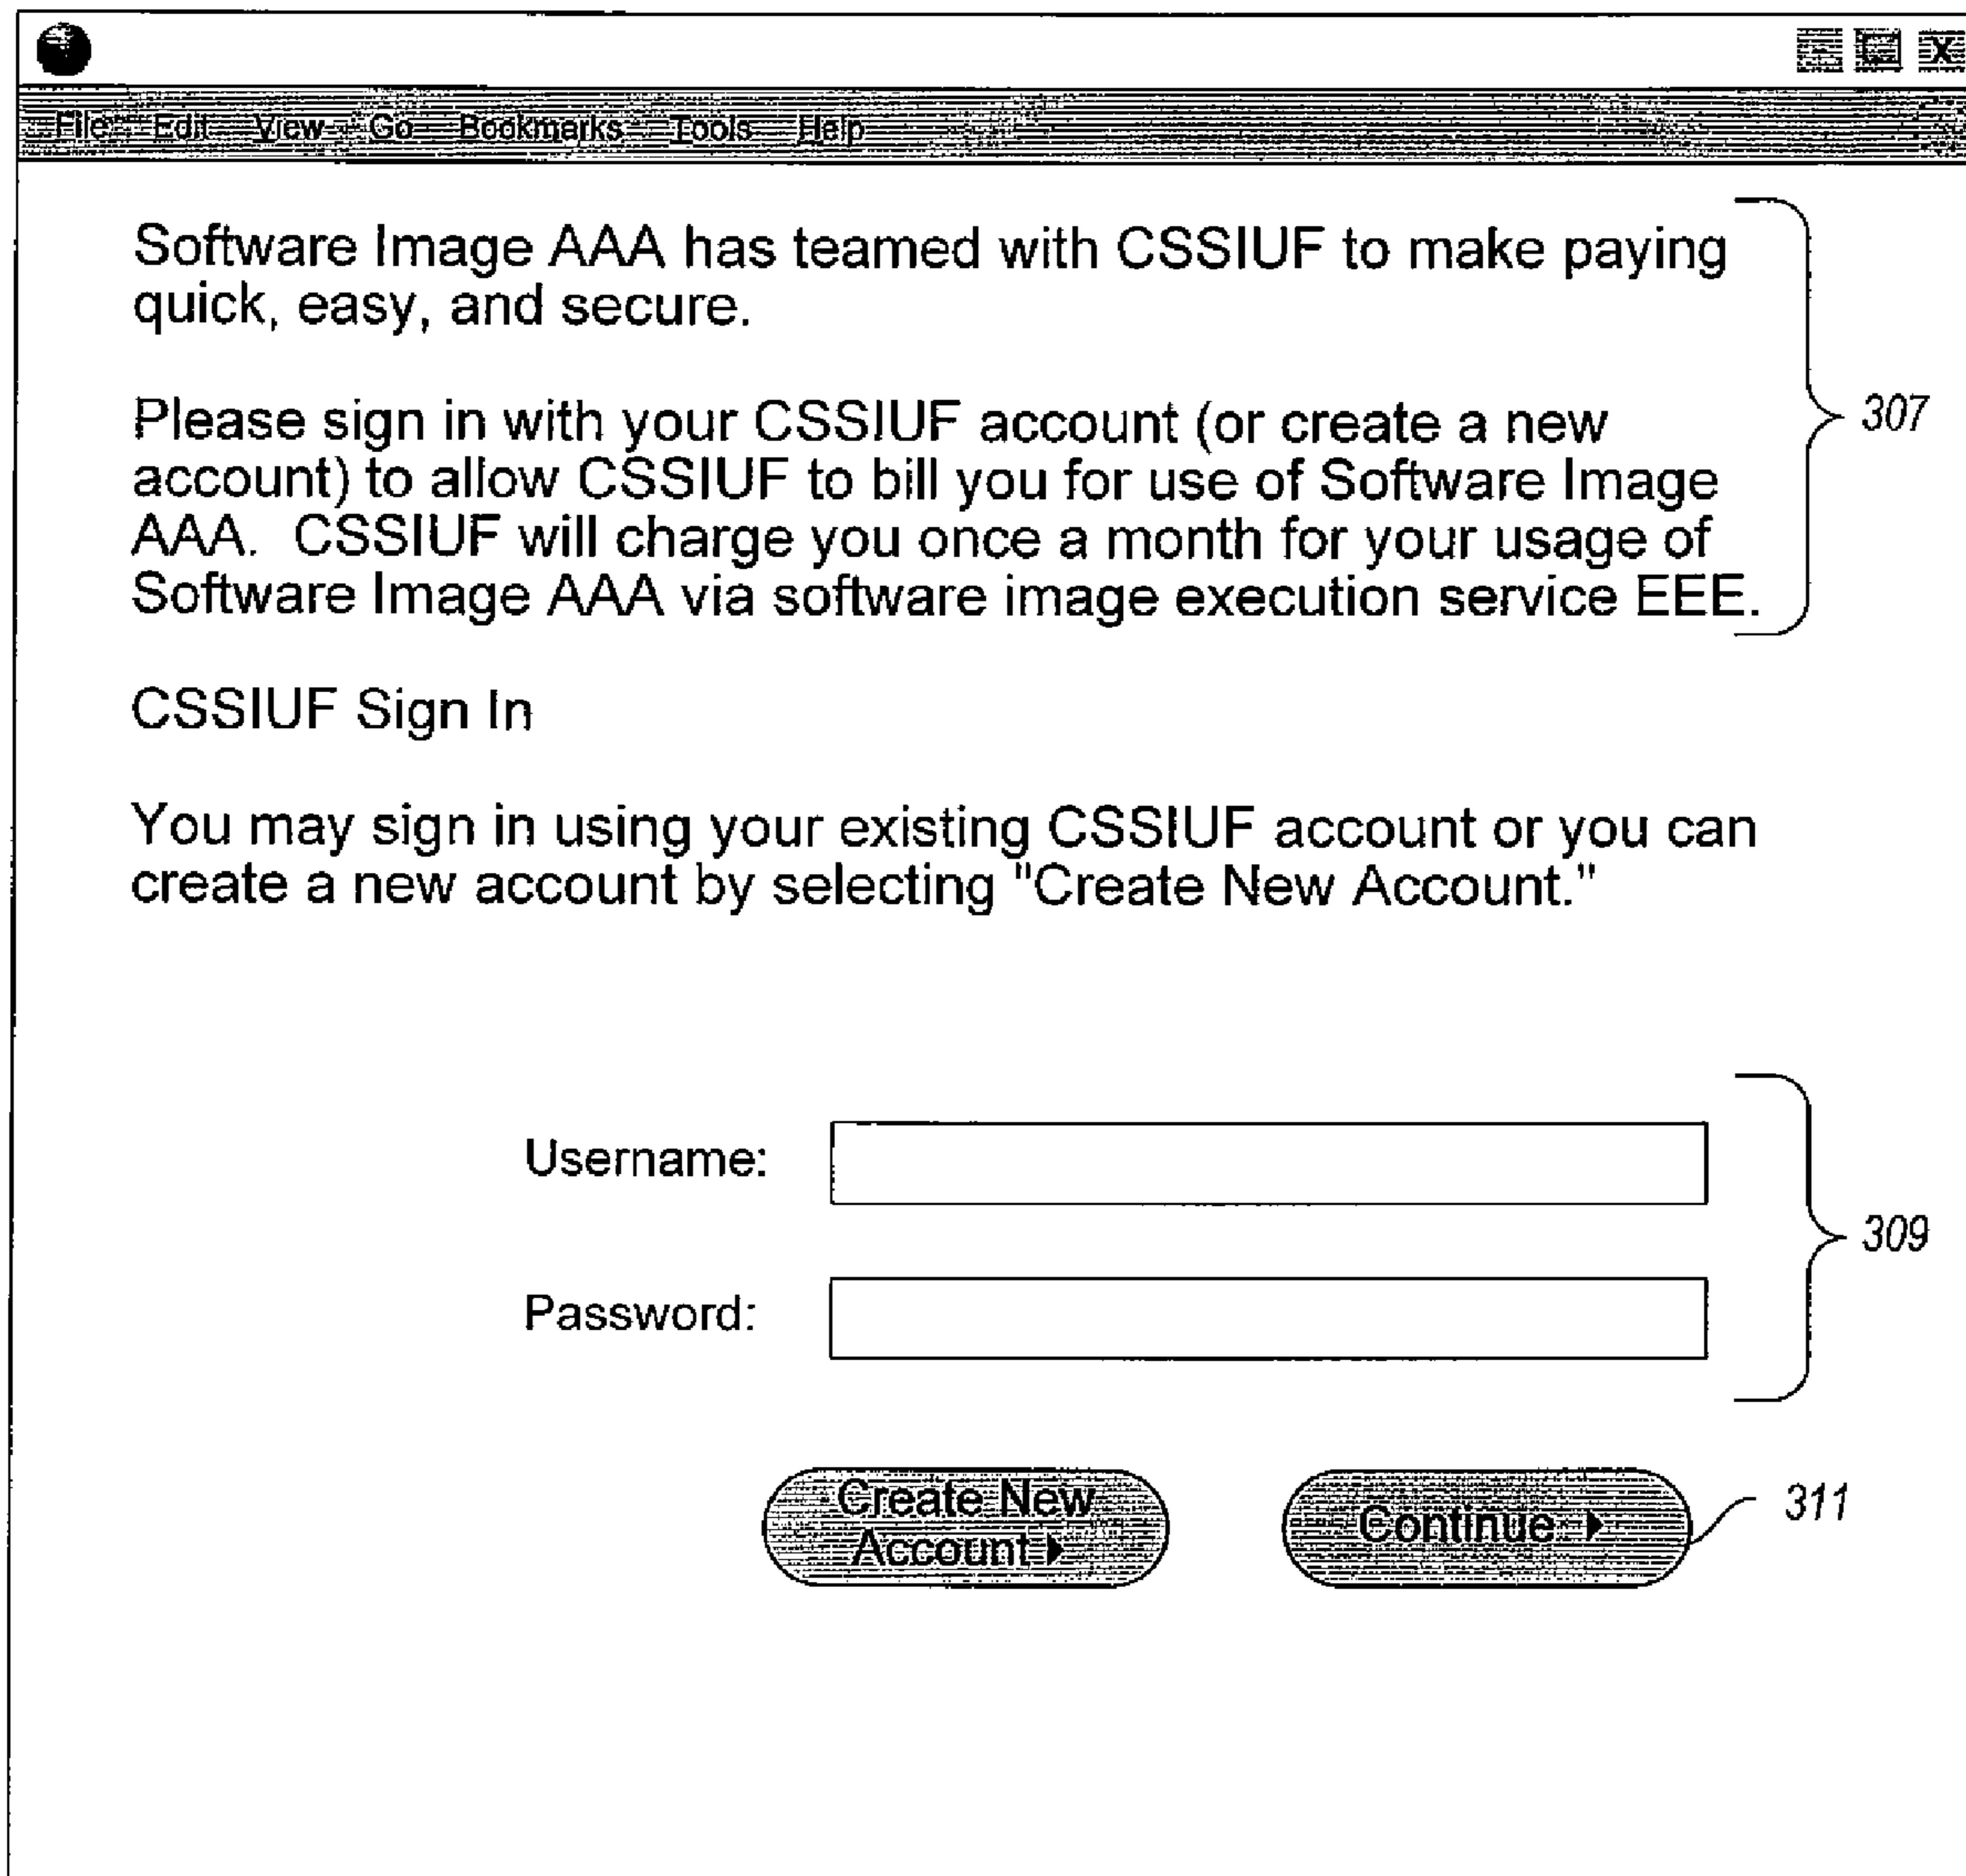 X
File Edit View Go Bookmarks Tools Help
Software Image AAA has teamed with CSSIUF to make paying
quick, easy, and secure.
Please sign in with your CSSIUF account (or create a new
account) to allow CSSIUF to bill you for use of Software Image
AAA. CSSIUF will charge you once a month for your usage of
Software Image AAA via software image execution service EEE.
307
CSSIUF Sign In
You may sign in using your existing CSSIUF account or you can
create a new account by selecting "Create New Account."
Username:
309
Password:
Create New
Account
Continue
311